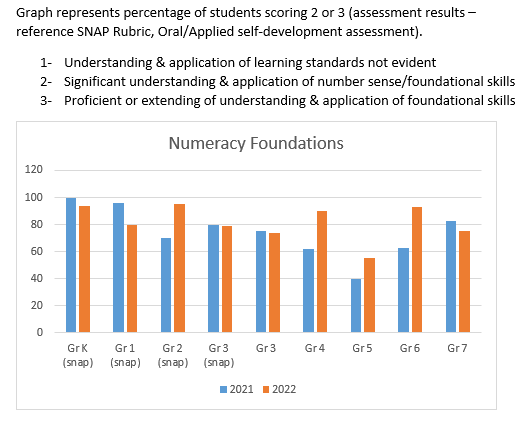 Graph represents percentage of students scoring 2 or 3 (assessment results –
reference SNAP Rubric, Oral/Applied self-development assessment).
1- Understanding & application of learning standards not evident
2- Significant understanding & application of number sense/foundational skills
3- Proficient or extending of understanding & application of foundational skills
Numeracy Foundations
120
100
80
60
40
20
0
Gr K Gr 1 Gr 2 Gr 3 Gr 3 Gr 4 Gr 5 Gr 6 Gr 7
(snap) (snap) (snap) (snap)
2021 2022